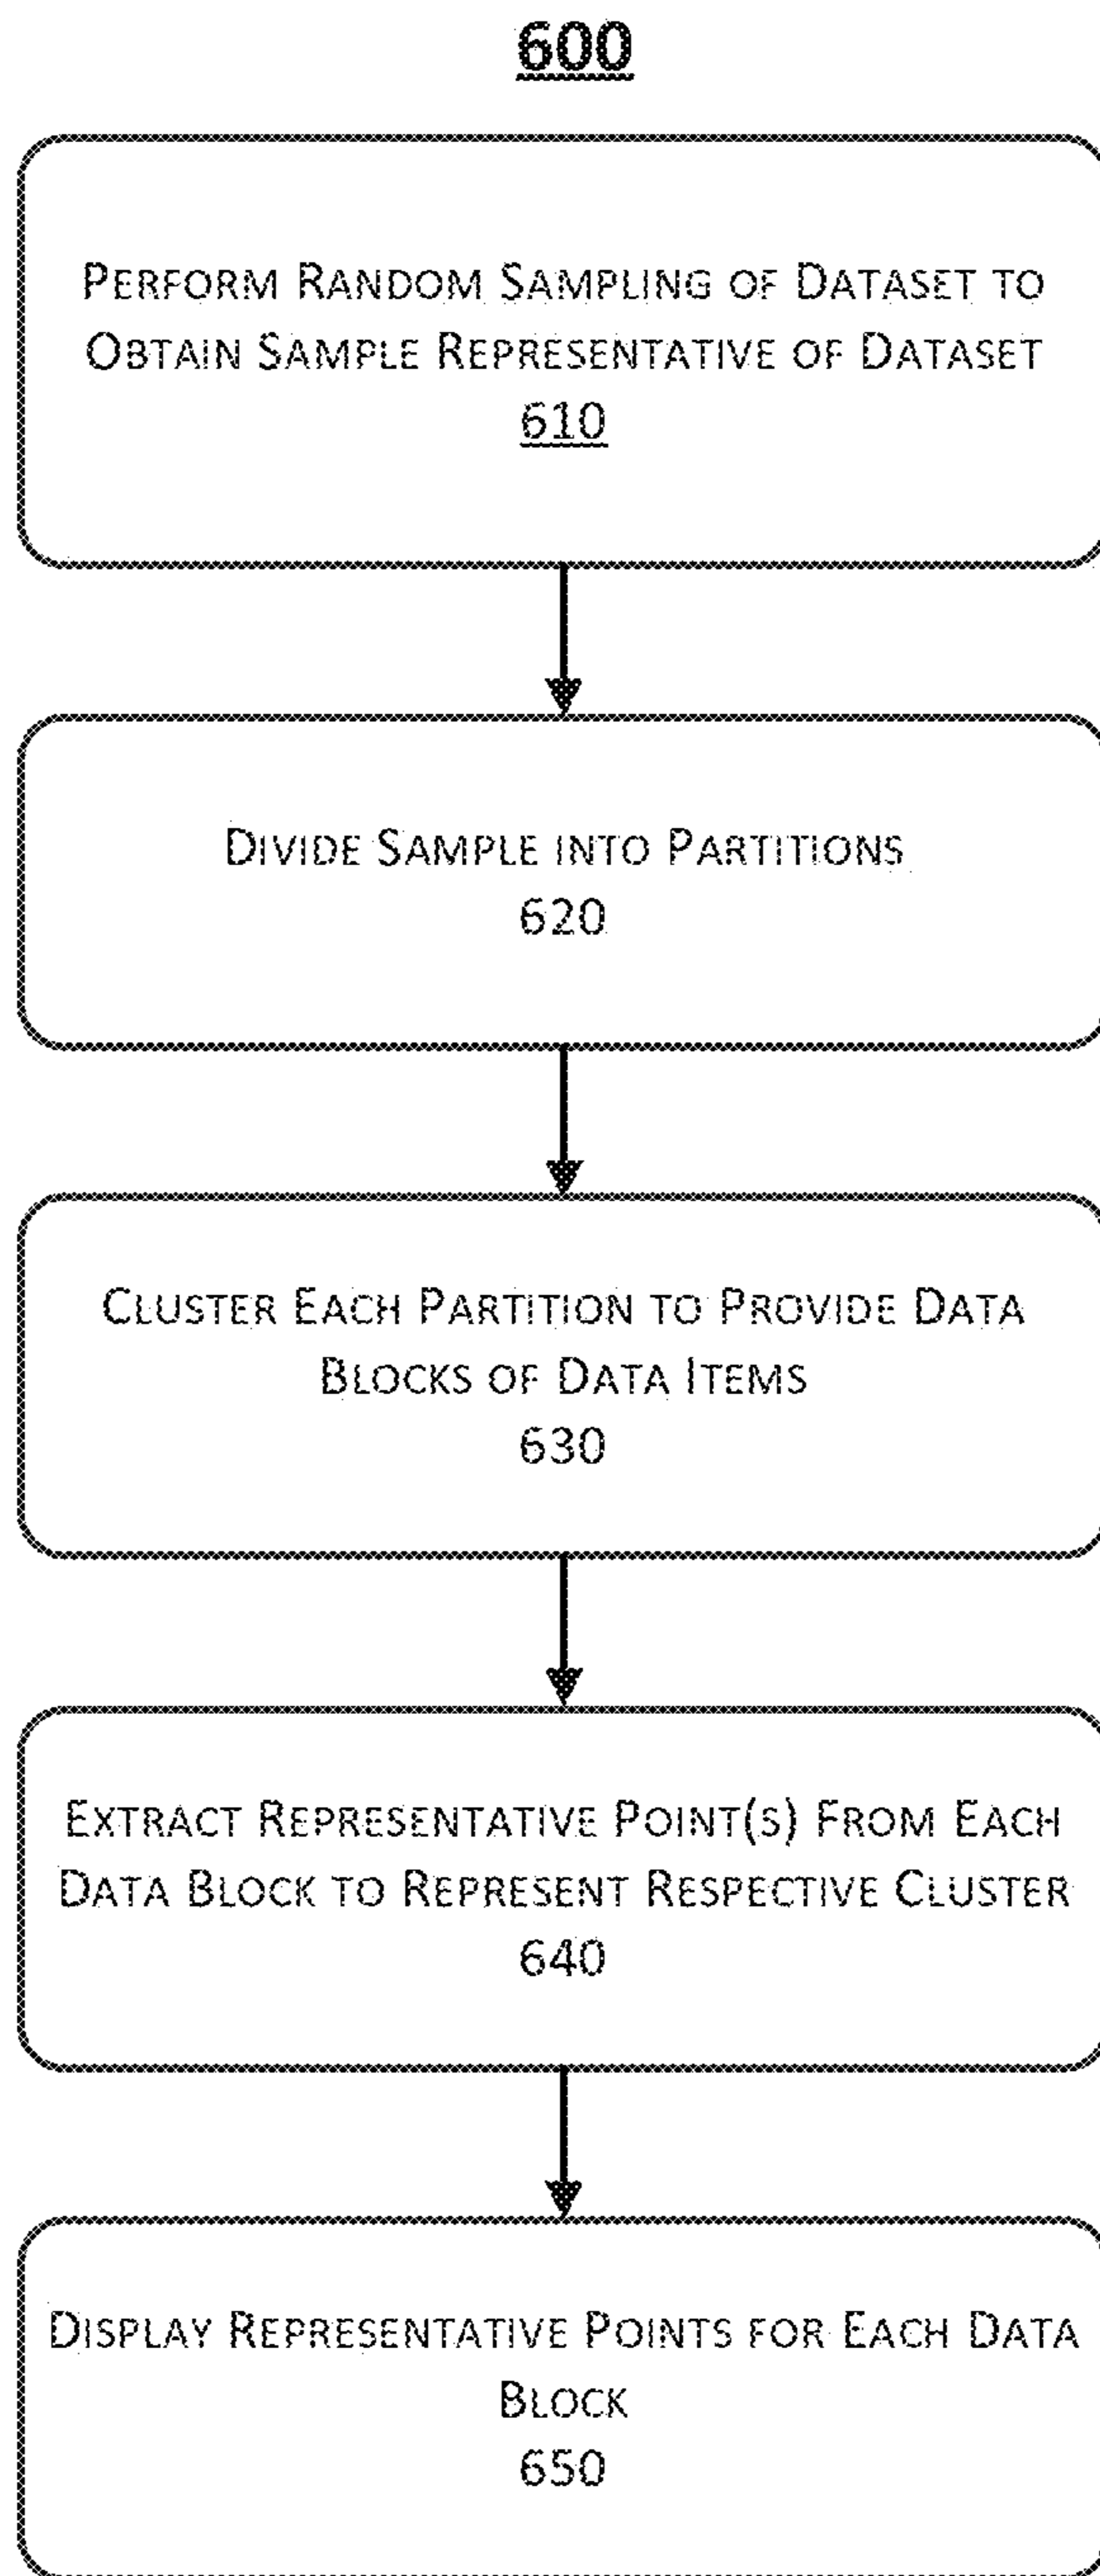 600
PERFORM RANDOM SAMPLING OF DATASET TO
OBTAIN SAMPLE REPRESENTATIVE OF DATASET
610
DIVIDE SAMPLE INTO PARTITIONS
620
CLUSTER EACH PARTITION TO PROVIDE DATA
BLOCKS OF DATA ITEMS
630
EXTRACT REPRESENTATIVE POINT(S) FROM EACH
DATA BLOCK TO REPRESENT RESPECTIVE CLUSTER
640
DISPLAY REPRESENTATIVE POINTS FOR EACH DATA
BLOCK
650